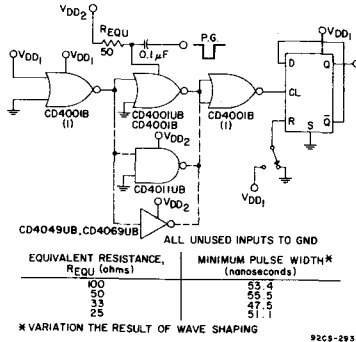 VDD2
REQU
50
0.1µF
P.G.
VDD1
VDD1
VDD1
CD4001B
(1)
CD4001UB
CD4001B
CD4001B
(1)
D Q
CL
R
S Q
VDD2
CD4011UB
VDD2
VDD1
CD4049UB, CD4069UB
ALL UNUSED INPUTS TO GND
EQUIVALENT RESISTANCE, MINIMUM PULSE WIDTH*
REQU (ohms) (nanoseconds)
100 53.4
50 55.5
33 47.5
25 51.1
* VARIATION THE RESULT OF WAVE SHAPING
92CS-293